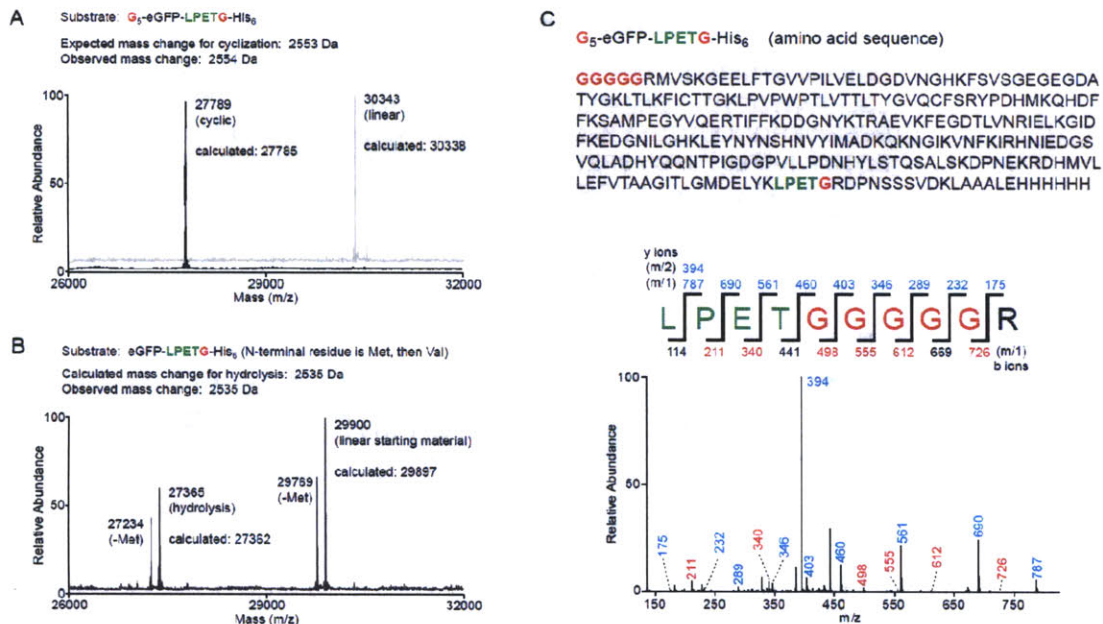 A
Substrate: G5-eGFP-LPETG-His6
Expected mass change for cyclization: 2553 Da
Observed mass change: 2554 Da
100
50
0
Relative Abundance
27789
(cyclic)
calculated: 27785
30343
(linear)
calculated: 30338
26000
29000
32000
Mass (m/z)
B
Substrate: eGFP-LPETG-His6 (N-terminal residue is Met, then Val)
Calculated mass change for hydrolysis: 2535 Da
Observed mass change: 2535 Da
100
50
0
Relative Abundance
27234
(-Met)
27365
(hydrolysis)
calculated: 27362
29769
(-Met)
29900
(linear starting material)
calculated: 29897
26000
29000
32000
Mass (m/z)
C
G5-eGFP-LPETG-His6 (amino acid sequence)
GGGGGRMVSKGEELFTGVVPILVELDGDVNGHKFSVSGEGEGDA
TYGKLTLKFICTTGKLPVPWPTLVTTLTYGVQCFSRYPDHMKQHDF
FKSAMPEGYVQERTIFFKDDGNYKTRAEVKFEGDTLVNRIELKGID
FKEDGNILGHKLEYNYNSHNVYIMADKQKNGIKVNFKIRHNIEDGS
VQLADHYQQNTPIGDGPVLLPDNHYLSTQSALSKDPNEKRDHMVL
LEFVTAAGITLGMDELYKLPETGRDPNSSSVDKLAAALEHHHHHH
y ions
(m/2) 394
(m/1) 787 690 561 460 403 346 289 232 175
LPETGGGGGR
114 211 340 441 498 555 612 669 726 (m/1)
b ions
100
50
0
Relative Abundance
394
175
211
232
289
340
346
403
460
498
555
561
612
690
726
787
150
250
350
450
550
650
750
m/z